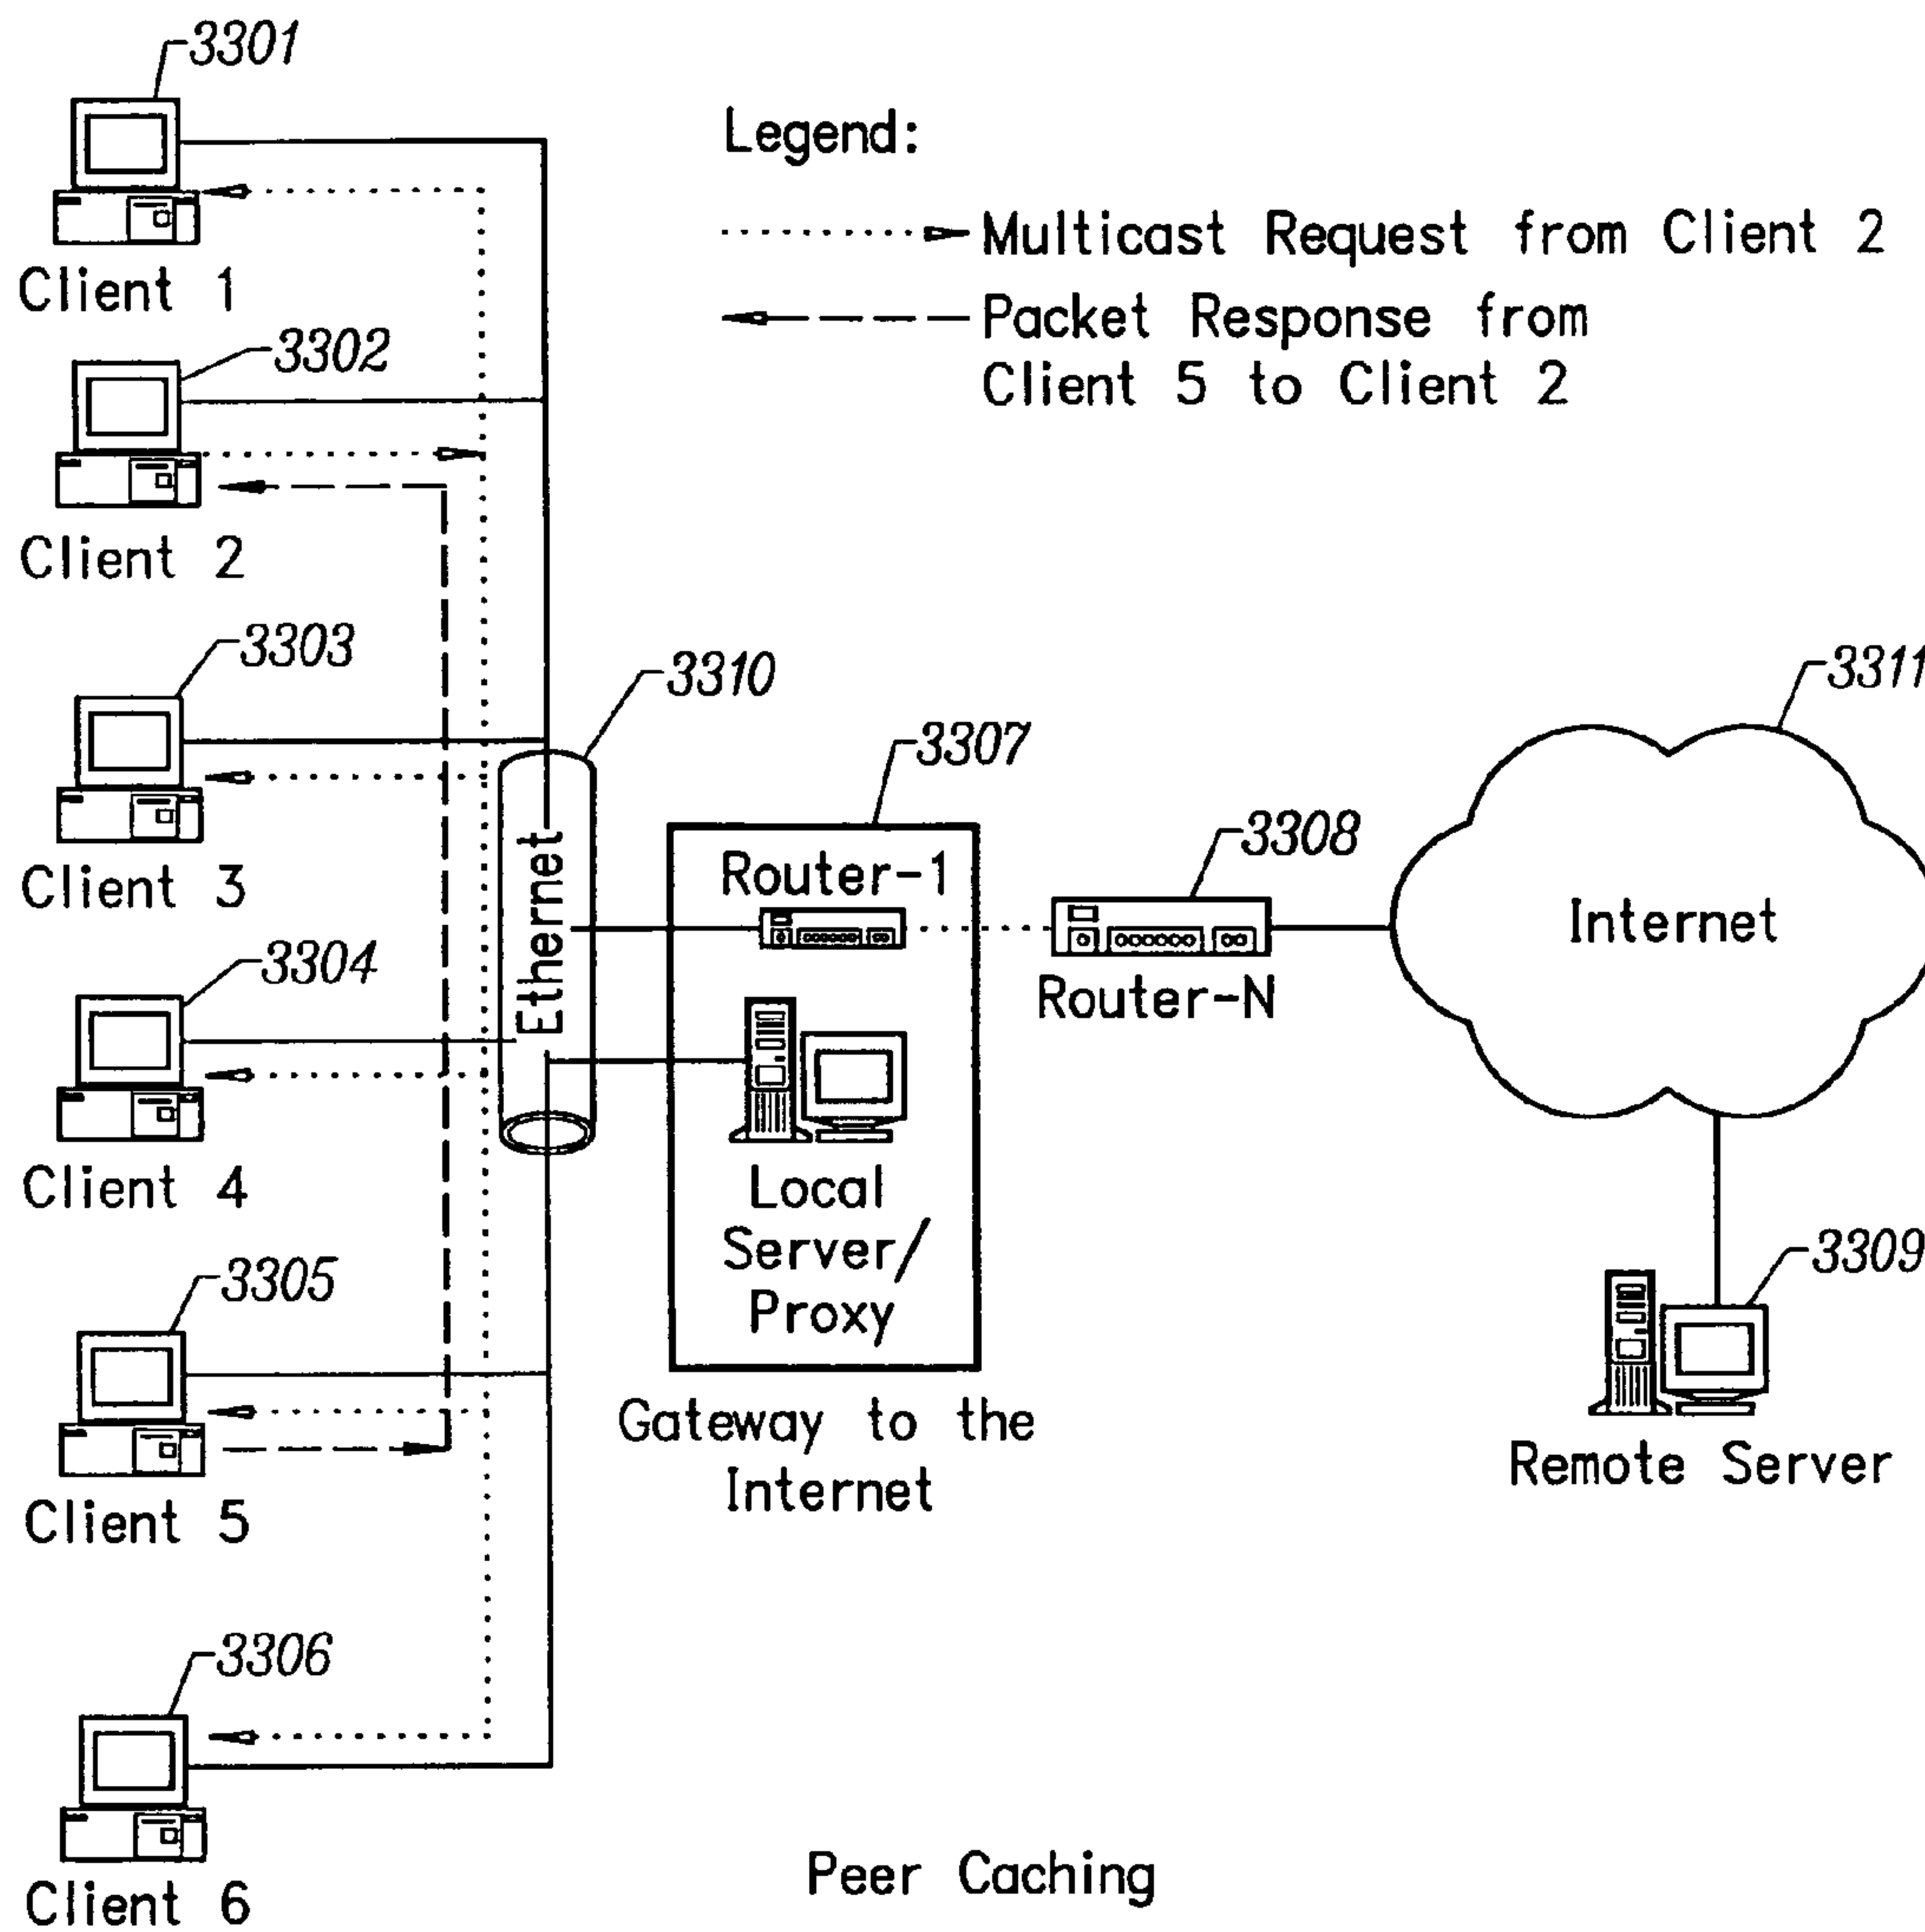 3301
Client 1
Legend:
Multicast Request from Client 2
Packet Response from
Client 5 to Client 2
3302
Client 2
3303
Client 3
3310
Ethernet
3307
Router-1
3308
Router-N
3311
Internet
3304
Client 4
Local
Server/
Proxy
Gateway to the
Internet
3309
Remote Server
3305
Client 5
3306
Client 6
Peer Caching